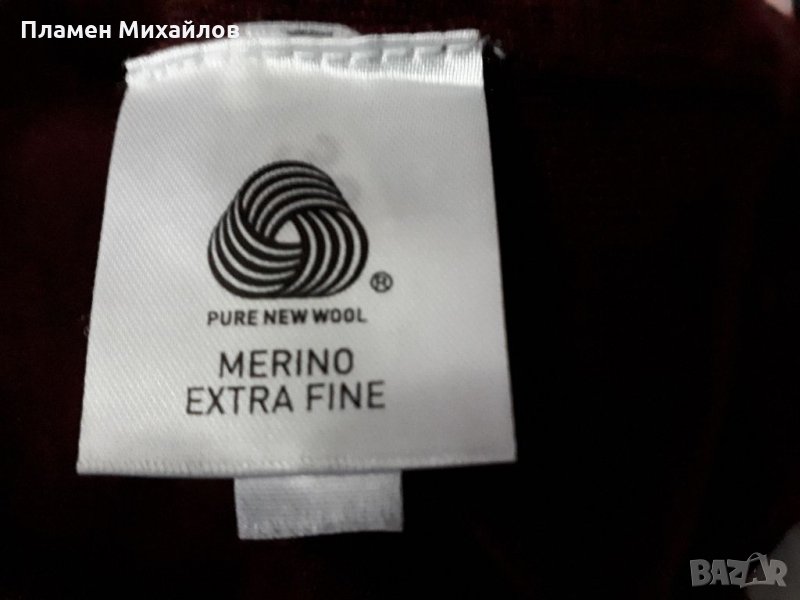 Пламен Михайлов
®
PURE NEW WOOL
MERINO
EXTRA FINE
BAZAR